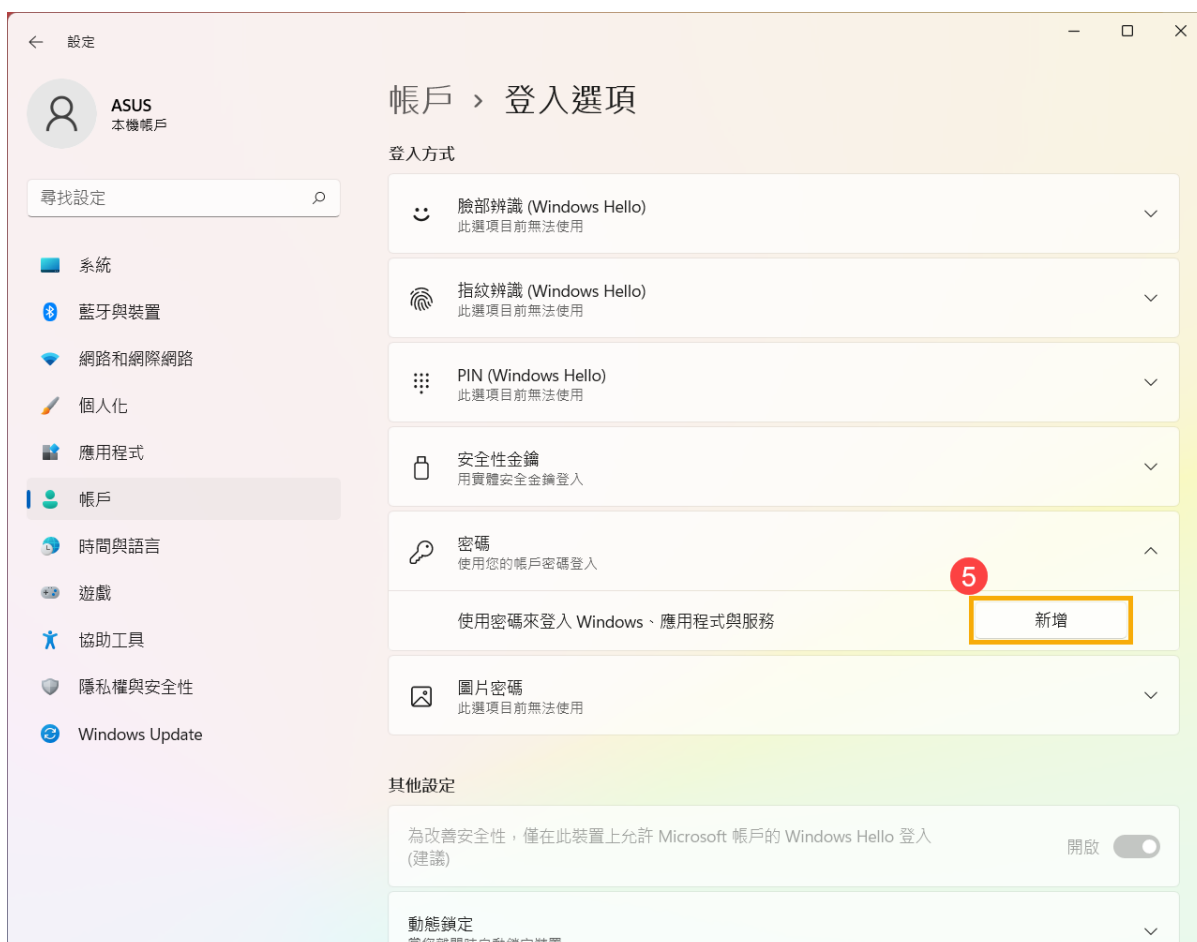 設定
ASUS
本機帳戶
尋找設定
系統
藍牙與裝置
網路和網際網路
個人化
應用程式
帳戶
時間與語言
遊戲
協助工具
隱私權與安全性
Windows Update
帳戶 › 登入選項
登入方式
臉部辨識 (Windows Hello)
此選項目前無法使用
指紋辨識 (Windows Hello)
此選項目前無法使用
PIN (Windows Hello)
此選項目前無法使用
安全性金鑰
用實體安全金鑰登入
密碼
使用您的帳戶密碼登入
5
使用密碼來登入 Windows、應用程式與服務
新增
圖片密碼
此選項目前無法使用
其他設定
為改善安全性，僅在此裝置上允許 Microsoft 帳戶的 Windows Hello 登入
(建議)
開啟
動態鎖定